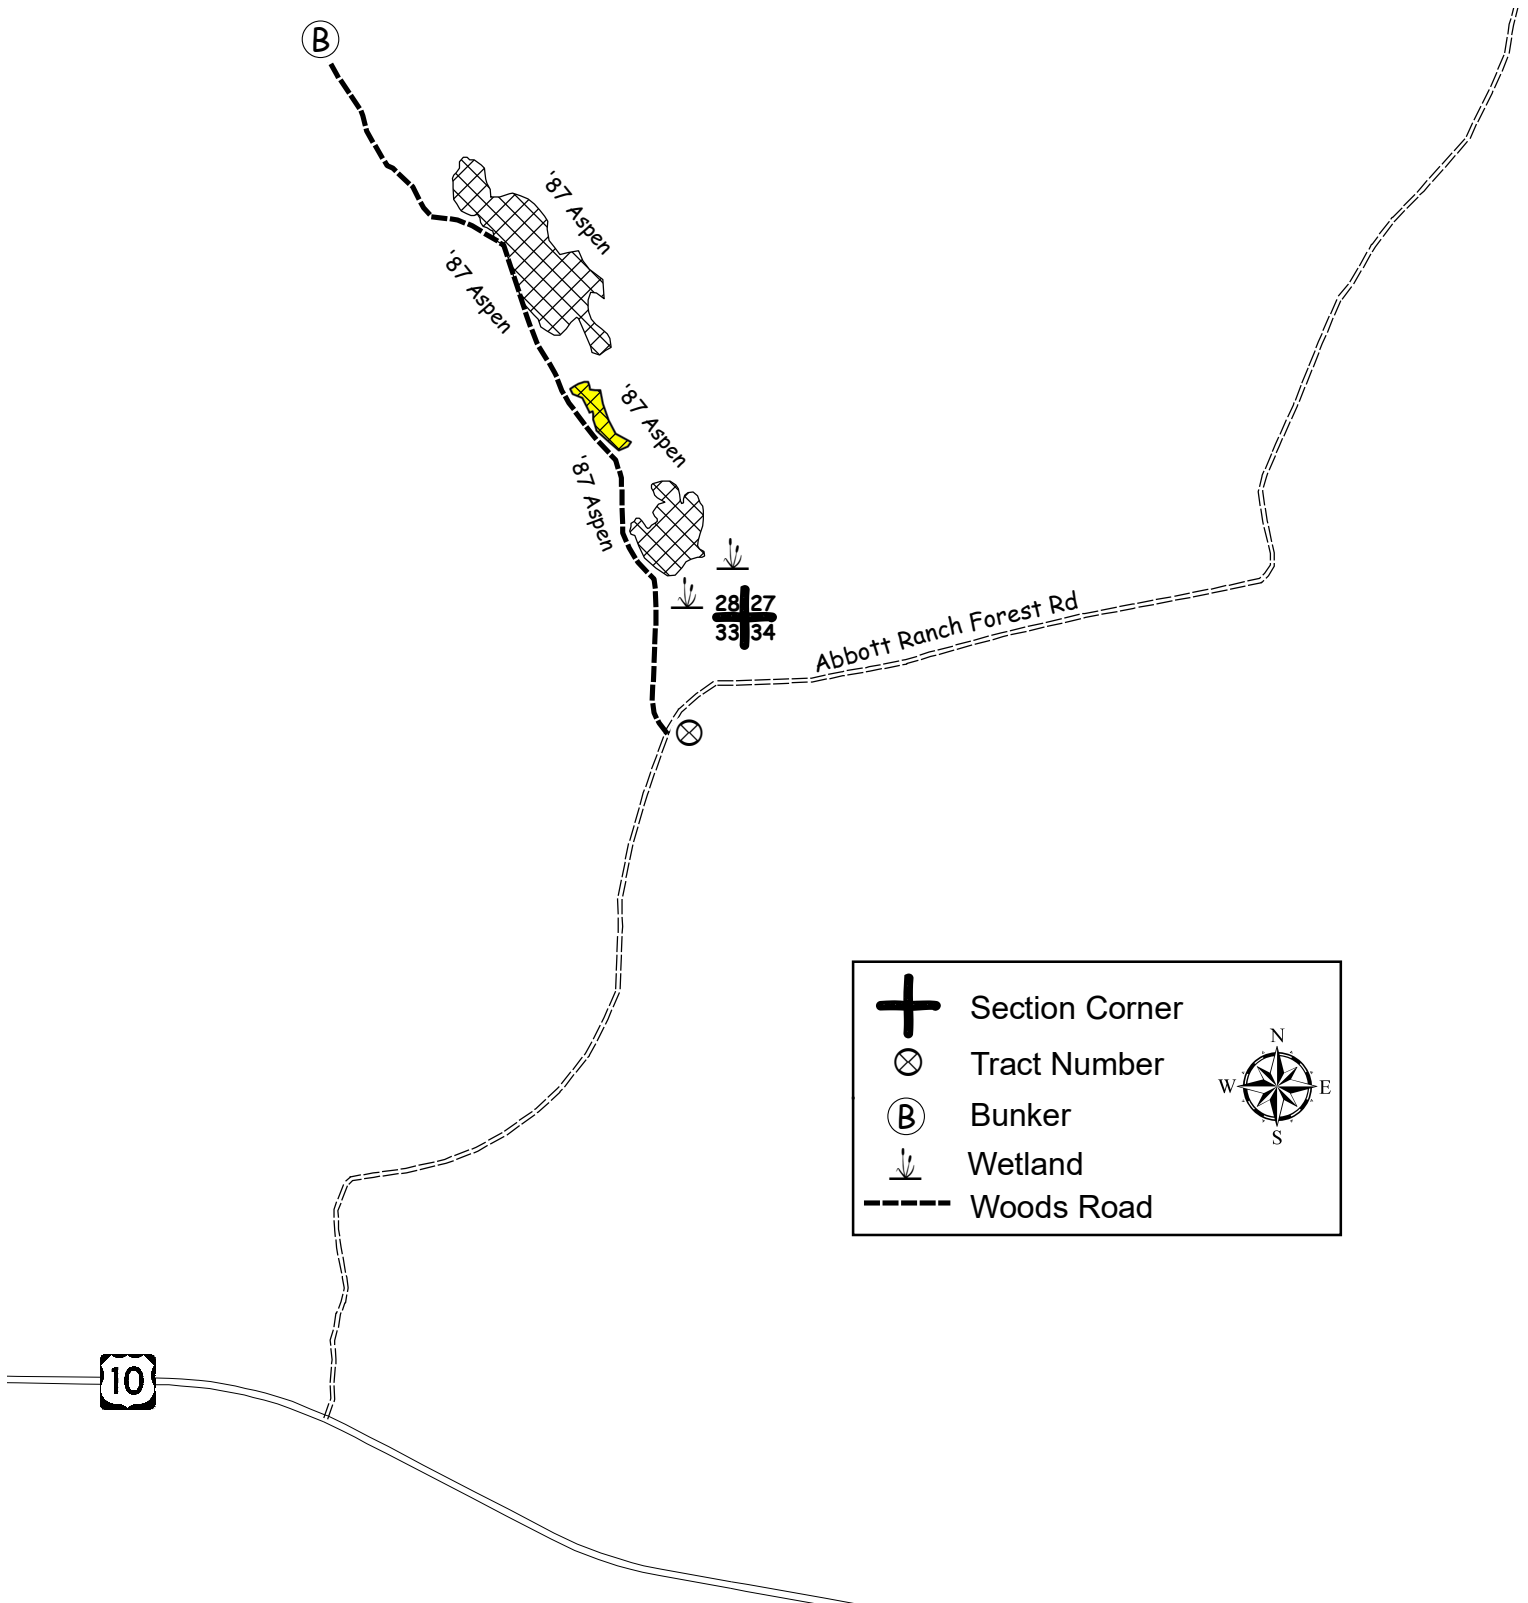 B
'87 Aspen
'87 Aspen
'87 Aspen
'87 Aspen
28 27
33 34
Abbott Ranch Forest Rd
Section Corner
Tract Number
B Bunker
Wetland
Woods Road
N
W E
S
10